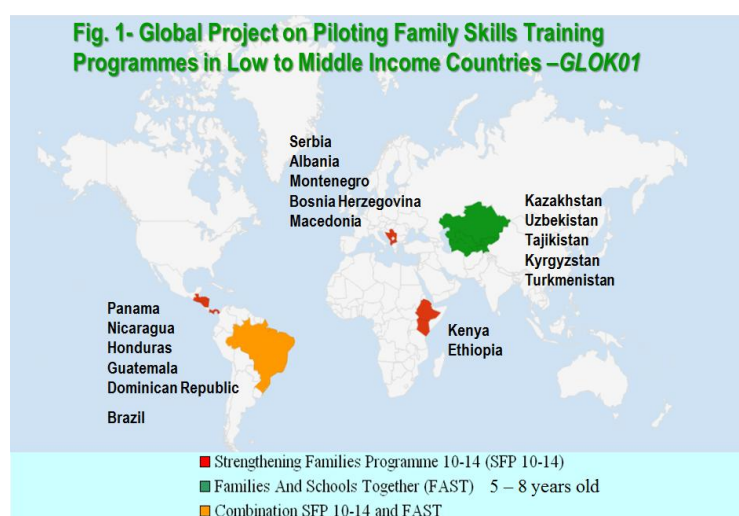 Fig. 1- Global Project on Piloting Family Skills Training
Programmes in Low to Middle Income Countries –GLOK01
Serbia
Albania
Montenegro
Bosnia Herzegovina
Macedonia
Kazakhstan
Uzbekistan
Tajikistan
Kyrgyzstan
Turkmenistan
Panama
Nicaragua
Honduras
Guatemala
Dominican Republic
Brazil
Kenya
Ethiopia
Strengthening Families Programme 10-14 (SFP 10-14)
Families And Schools Together (FAST) 5 – 8 years old
Combination SFP 10-14 and FAST